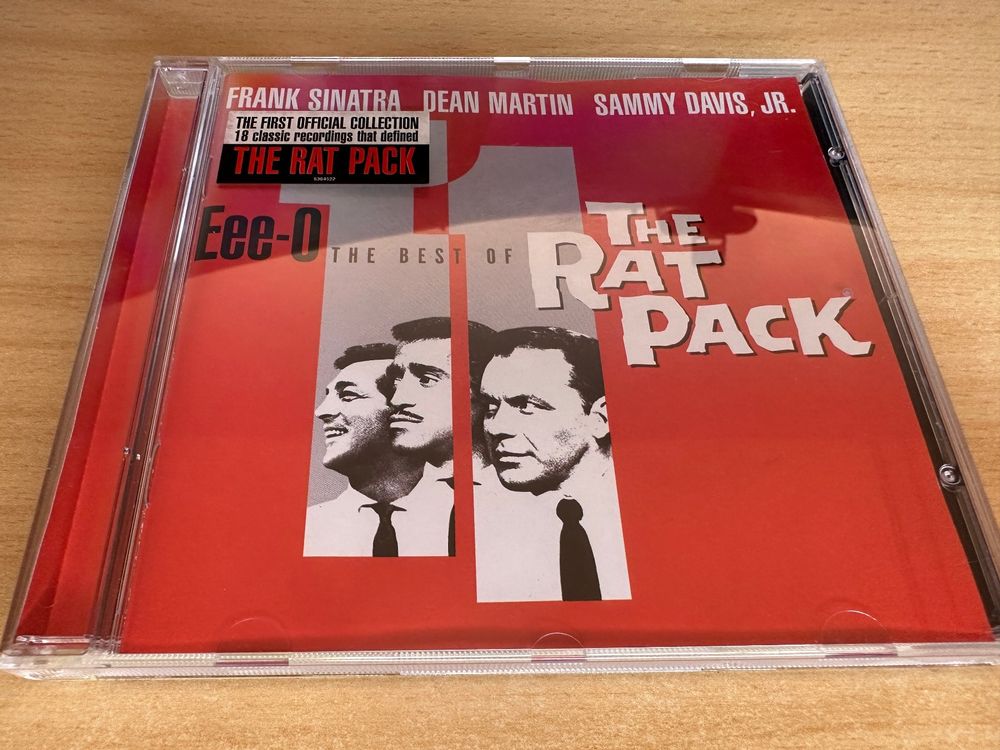 FRANK SINATRA DEAN MARTIN SAMMY DAVIS, JR.
THE FIRST OFFICIAL COLLECTION
18 classic recordings that defined
THE RAT PACK
Eee-O 11
THE BEST OF
THE
RAT
PACK